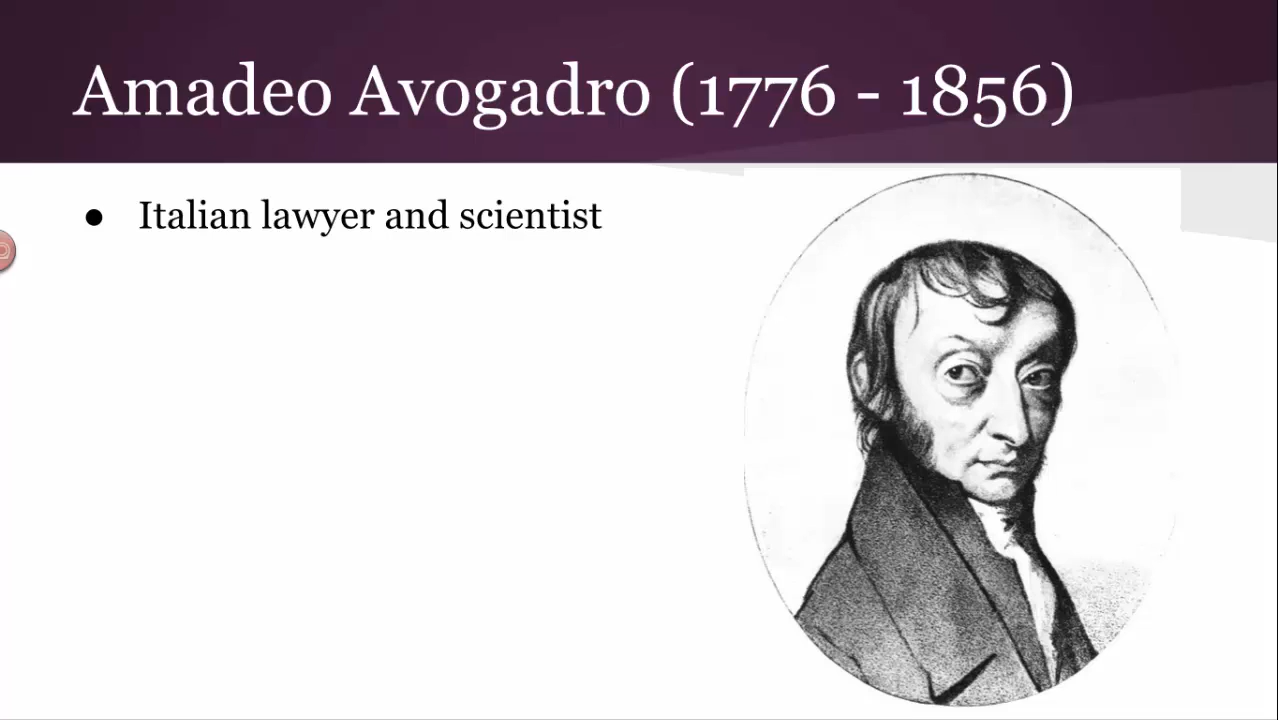 Amadeo Avogadro (1776 - 1856)
● Italian lawyer and scientist